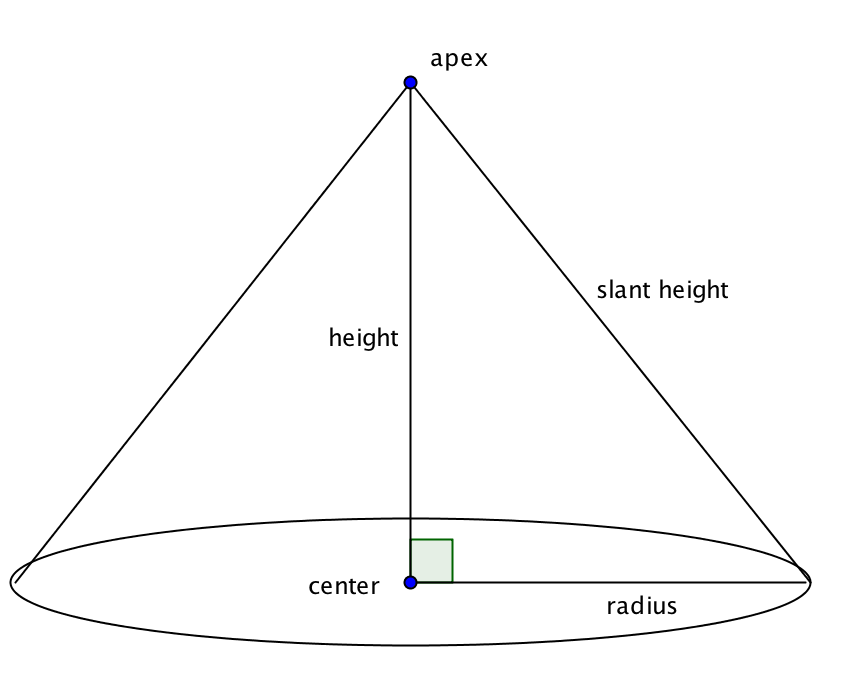 apex
slant height
height
center
radius